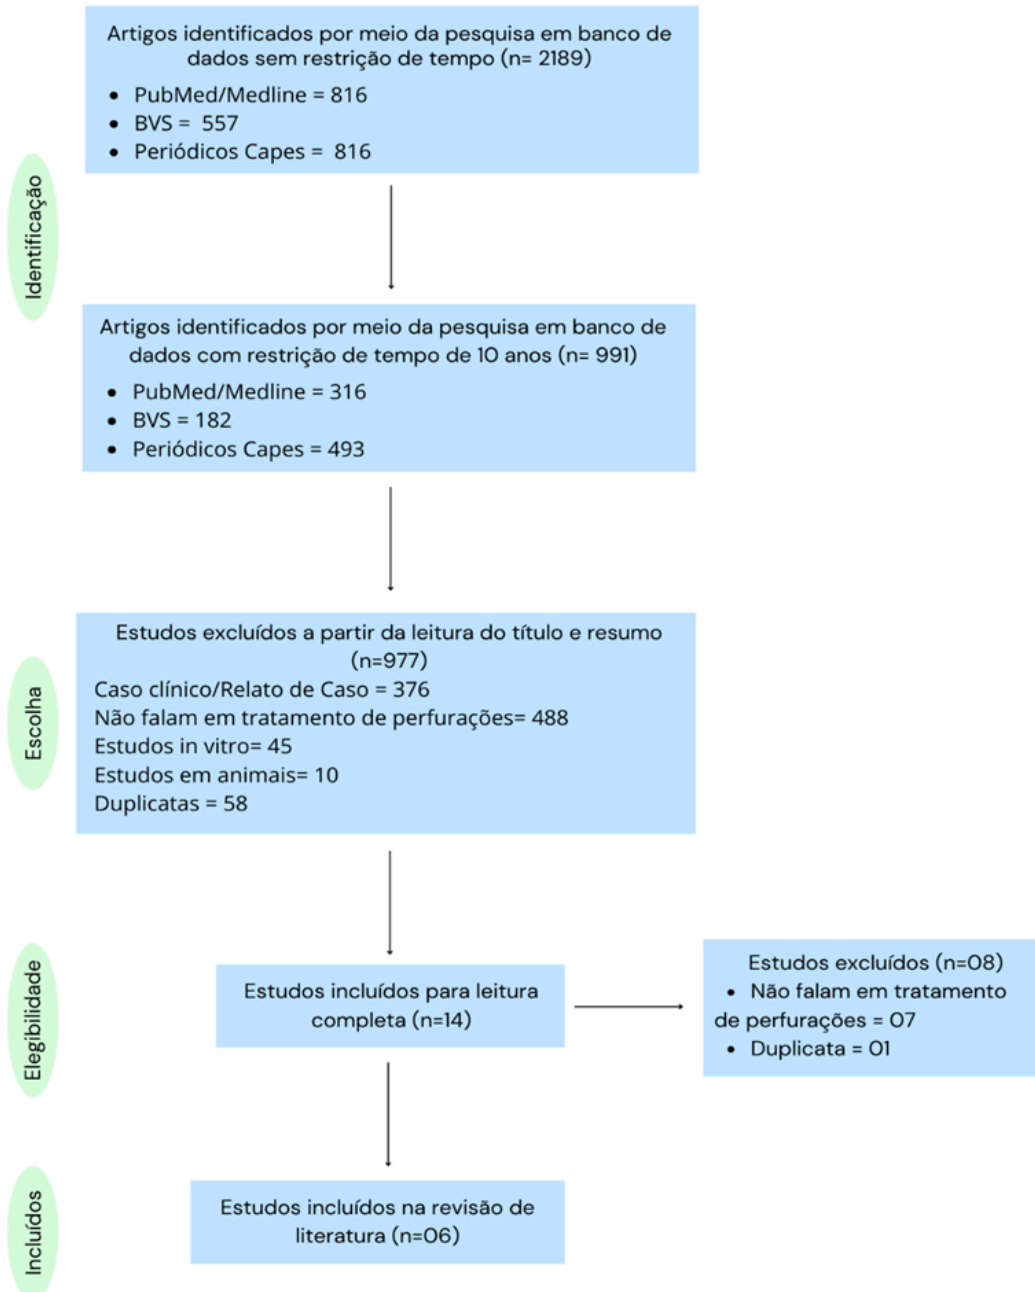 Artigos identificados por meio da pesquisa em banco de
dados sem restrição de tempo (n= 2189)
• PubMed/Medline = 816
• BVS = 557
• Periódicos Capes = 816
Identificação
Artigos identificados por meio da pesquisa em banco de
dados com restrição de tempo de 10 anos (n= 991)
• PubMed/Medline = 316
• BVS = 182
• Periódicos Capes = 493
Estudos excluídos a partir da leitura do título e resumo
(n=977)
Caso clínico/Relato de Caso = 376
Não falam em tratamento de perfurações= 488
Estudos in vitro= 45
Estudos em animais= 10
Duplicatas = 58
Escolha
Elegibilidade
Estudos incluídos para leitura
completa (n=14)
Estudos excluídos (n=08)
• Não falam em tratamento
de perfurações = 07
• Duplicata = 01
Incluídos
Estudos incluídos na revisão de
literatura (n=06)